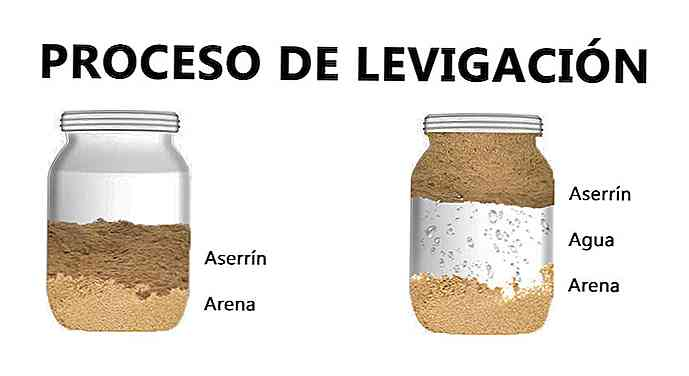 PROCESO DE LEVIGACIÓN
Aserrín
Arena
Aserrín
Agua
Arena